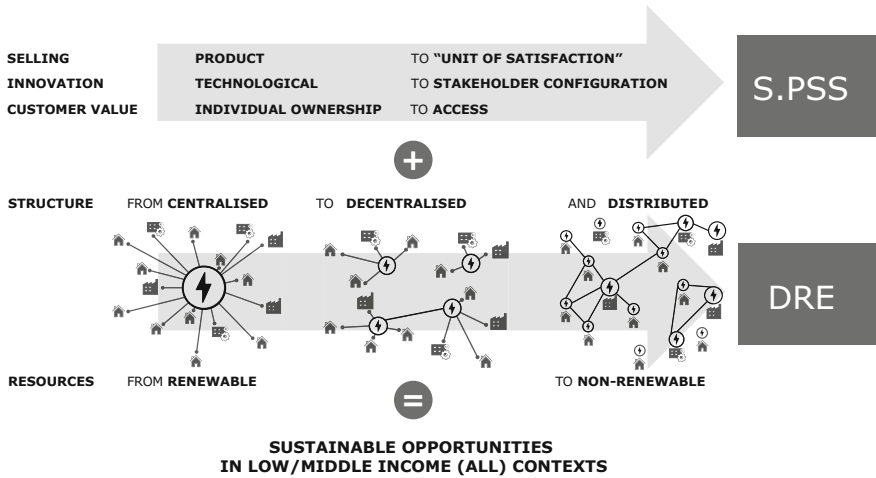 SELLING PRODUCT TO “UNIT OF SATISFACTION”
INNOVATION TECHNOLOGICAL TO STAKEHOLDER CONFIGURATION
CUSTOMER VALUE INDIVIDUAL OWNERSHIP TO ACCESS
S.PSS
+
STRUCTURE FROM CENTRALISED TO DECENTRALISED AND DISTRIBUTED
DRE
RESOURCES FROM RENEWABLE TO NON-RENEWABLE
=
SUSTAINABLE OPPORTUNITIES
IN LOW/MIDDLE INCOME (ALL) CONTEXTS